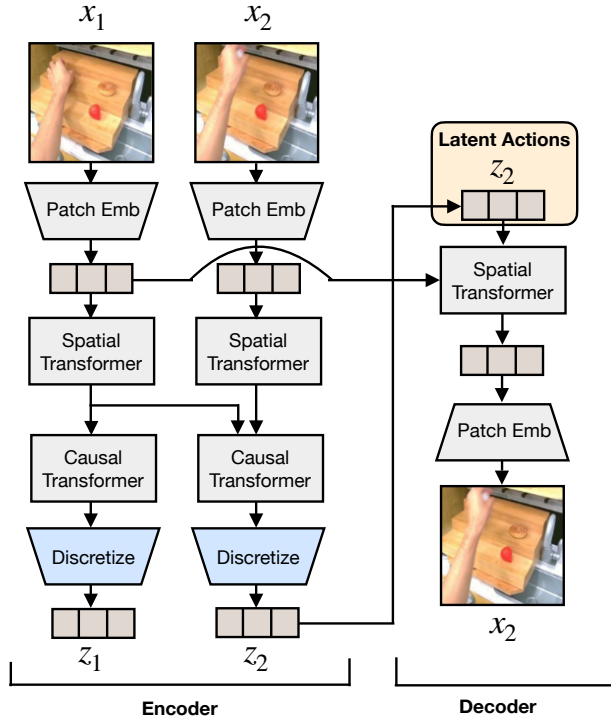 x1
x2
Patch Emb
Patch Emb
Spatial
Transformer
Spatial
Transformer
Causal
Transformer
Causal
Transformer
Discretize
Discretize
z1
z2
Encoder
Latent Actions
z2
Spatial
Transformer
Patch Emb
x2
Decoder